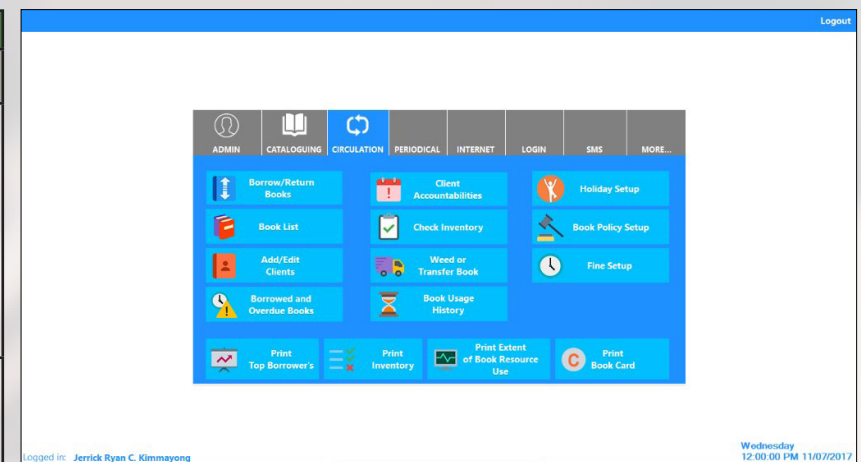 Logout
ADMIN CATALOGUING CIRCULATION PERIODICAL INTERNET LOGIN SMS MORE...
Borrow/Return
Books
Client
Accountabilities
Holiday Setup
Book List
Check Inventory
Book Policy Setup
Add/Edit
Clients
Weed or
Transfer Book
Fine Setup
Borrowed and
Overdue Books
Book Usage
History
Print
Top Borrower's
Print
Inventory
Print Extent
of Book Resource
Use
C
Print
Book Card
Logged in: Jerrick Ryan C. Kimmayong
Wednesday
12:00:00 PM 11/07/2017